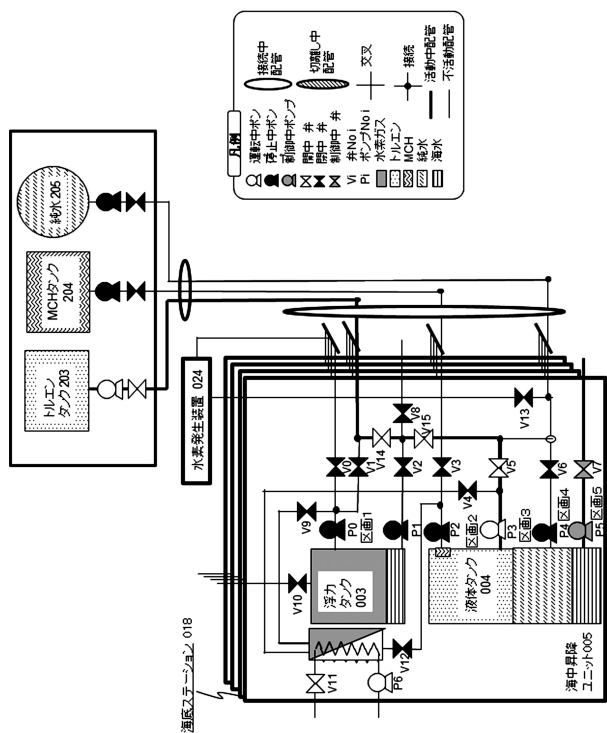 純水 205
MCHタンク
204
トルエン
タンク 203
凡例
運転中ポン
停止中ポン
制御中ポンプ
開中 弁
閉中 弁
制御中 弁
Vi 弁No i
Pi ポンプNo i
水素ガス
トルエン
MCH
純水
海水
接続中
配管
切離し中
配管
交叉
接続
活動中配管
不活動配管
水素発生装置 024
海底ステーション 018
V0
V1
V2
V3
V4
V5
V6
V7
V8
V9
V10
V11
V12
V13
V14
V15
P0
P1
P2
P3
P4
P5
P6
区画1
区画2
区画3
区画4
区画5
浮力
タンク
003
液体タンク
004
海中昇降
ユニット005